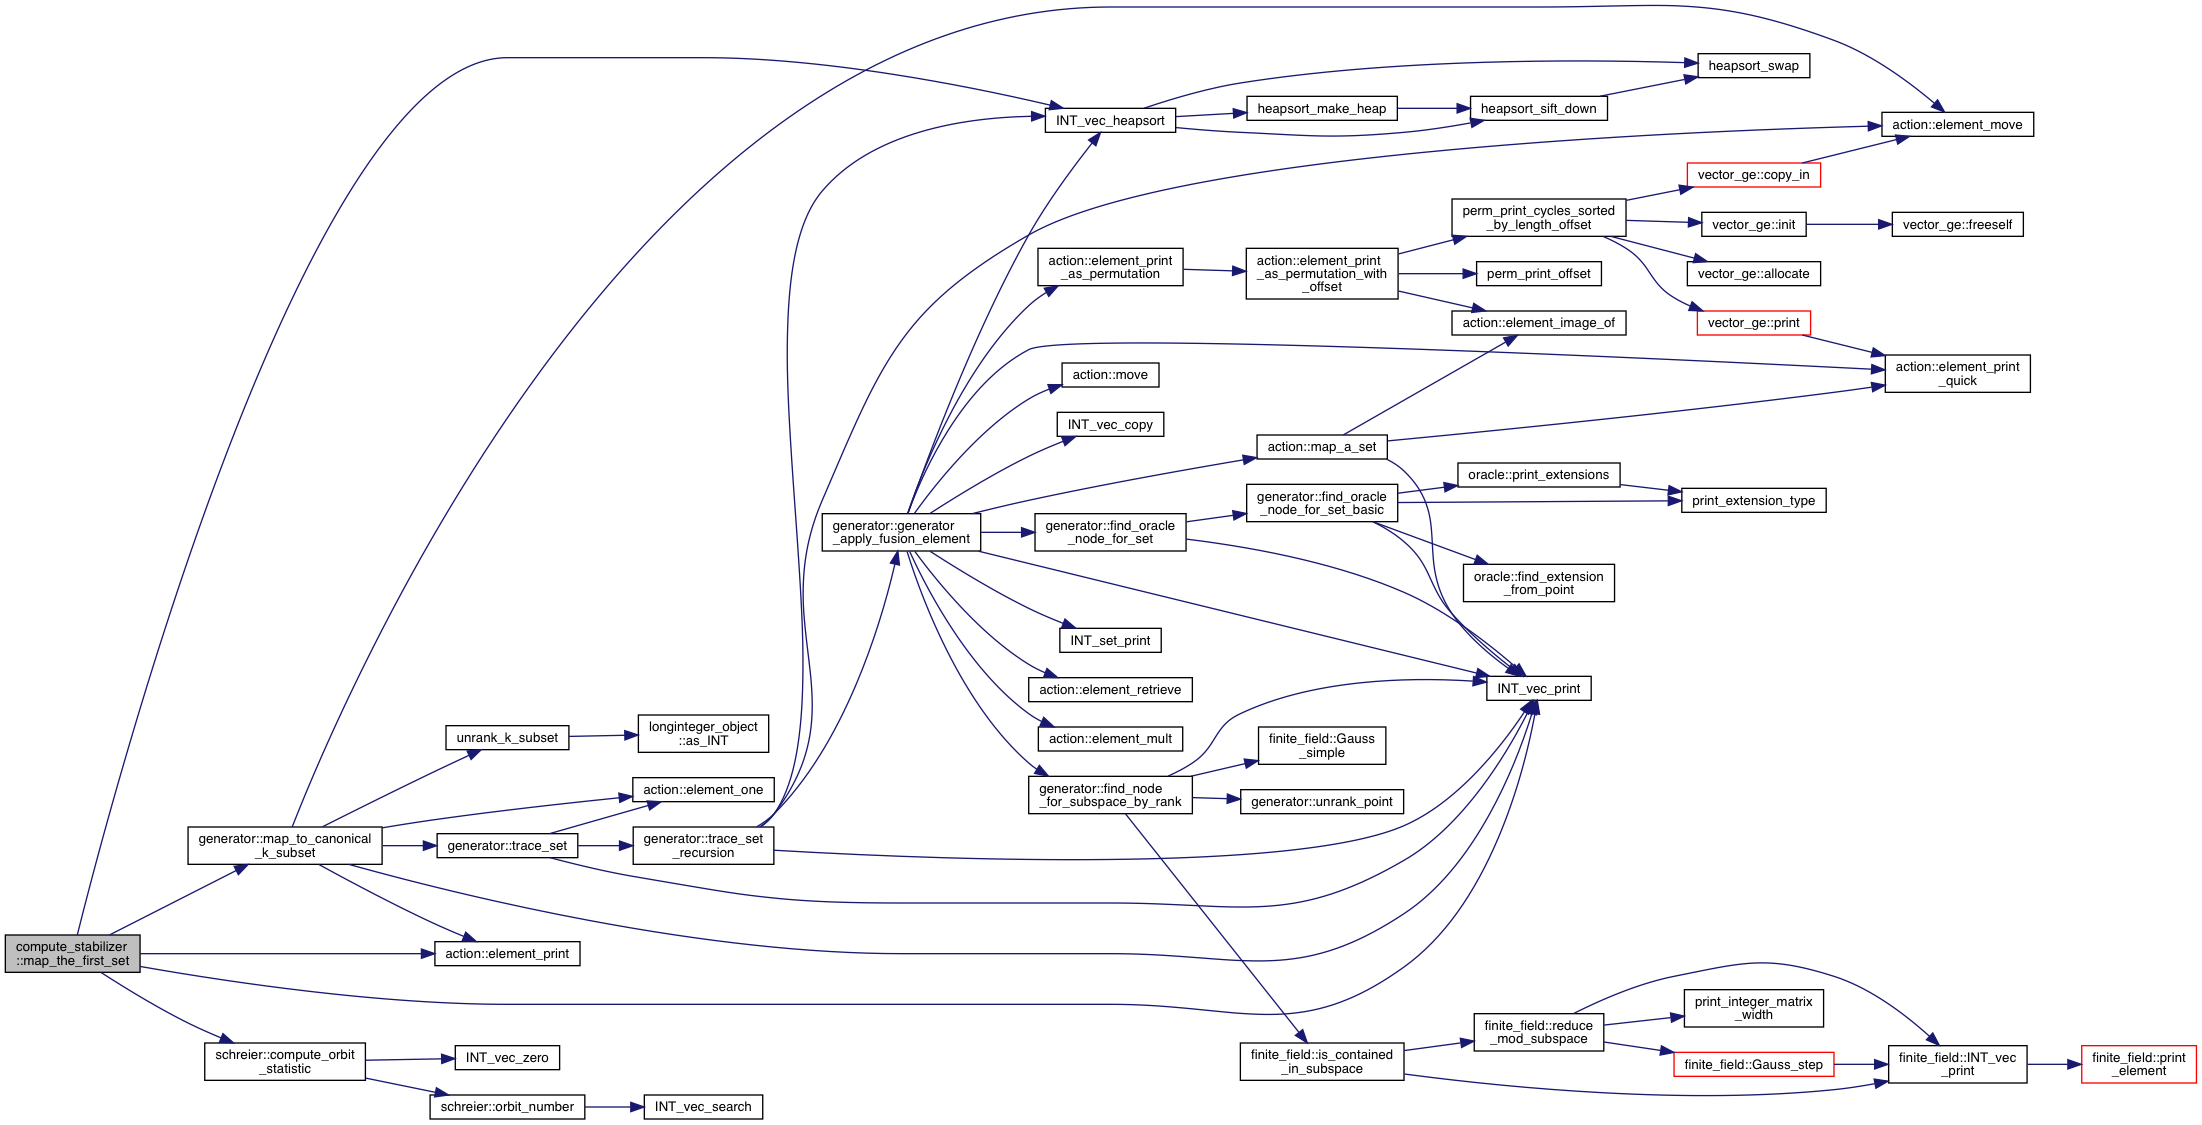 heapsort_swap
heapsort_make_heap
heapsort_sift_down
INT_vec_heapsort
action::element_move
vector_ge::copy_in
perm_print_cycles_sorted
_by_length_offset
vector_ge::init
vector_ge::freeself
action::element_print
_as_permutation
action::element_print
_as_permutation_with
_offset
perm_print_offset
vector_ge::allocate
action::element_image_of
vector_ge::print
action::move
action::element_print
_quick
INT_vec_copy
action::map_a_set
oracle::print_extensions
generator::find_oracle
_node_for_set_basic
print_extension_type
generator::generator
_apply_fusion_element
generator::find_oracle
_node_for_set
oracle::find_extension
_from_point
INT_set_print
action::element_retrieve
INT_vec_print
unrank_k_subset
longinteger_object
::as_INT
action::element_mult
finite_field::Gauss
_simple
action::element_one
generator::find_node
_for_subspace_by_rank
generator::unrank_point
generator::map_to_canonical
_k_subset
generator::trace_set
generator::trace_set
_recursion
compute_stabilizer
::map_the_first_set
action::element_print
print_integer_matrix
_width
finite_field::reduce
_mod_subspace
schreier::compute_orbit
_statistic
INT_vec_zero
finite_field::is_contained
_in_subspace
finite_field::Gauss_step
finite_field::INT_vec
_print
finite_field::print
_element
schreier::orbit_number
INT_vec_search